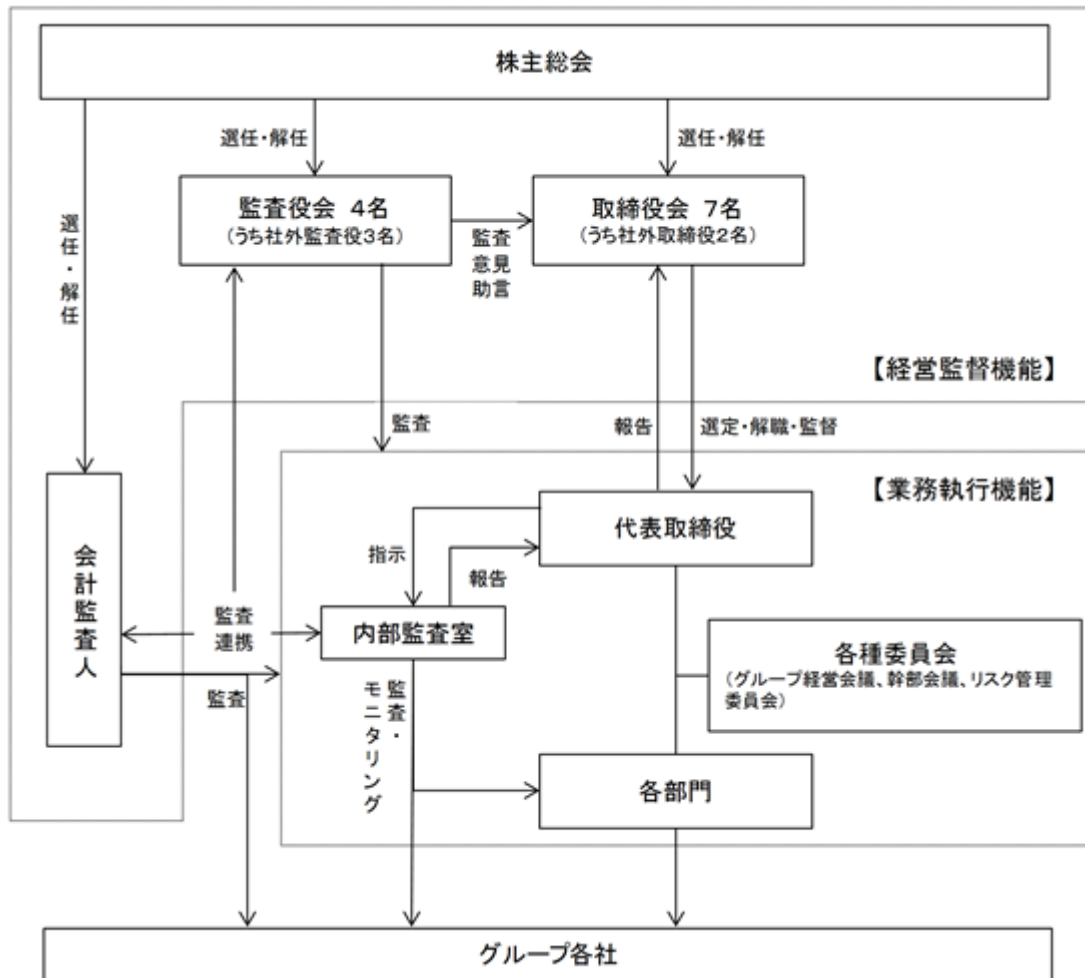 株主総会
選任・解任
選任・解任
選任・解任
監査役会 4名
（うち社外監査役3名）
監査
意見
助言
取締役会 7名
（うち社外取締役2名）
【経営監督機能】
監査
報告
選定・解職・監督
【業務執行機能】
代表取締役
指示
報告
会計監査人
監査
連携
内部監査室
各種委員会
（グループ経営会議、幹部会議、リスク管理
委員会）
監査
監査・
モニタリング
各部門
グループ各社